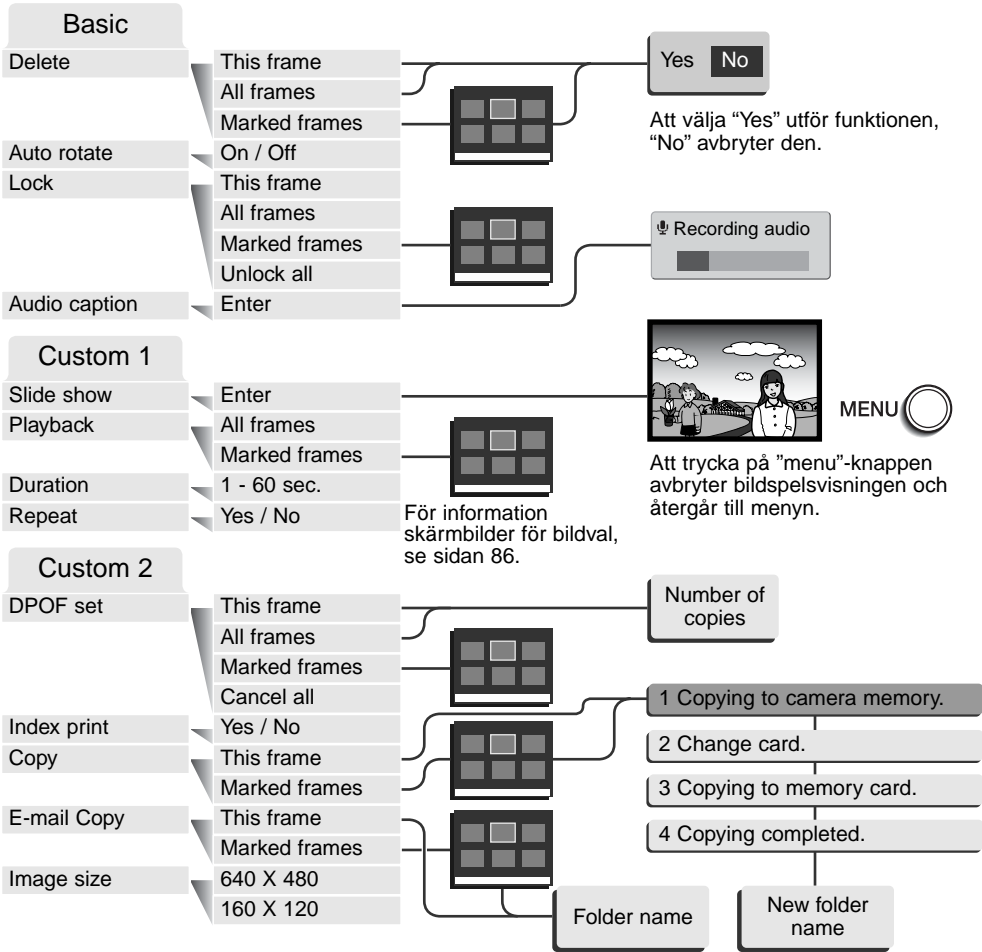 Basic
Delete
This frame
All frames
Marked frames
Yes No
Att välja “Yes” utför funktionen,
“No” avbryter den.
Auto rotate
On / Off
Lock
This frame
All frames
Marked frames
Unlock all
Recording audio
Audio caption
Enter
Custom 1
Slide show
Enter
Playback
All frames
Marked frames
MENU
Att trycka på ”menu”-knappen
avbryter bildspelsvisningen och
återgår till menyn.
Duration
1 - 60 sec.
Repeat
Yes / No
För information
skärmbilder för bildval,
se sidan 86.
Custom 2
DPOF set
This frame
All frames
Marked frames
Cancel all
Number of
copies
Index print
Yes / No
Copy
This frame
Marked frames
1 Copying to camera memory.
2 Change card.
3 Copying to memory card.
4 Copying completed.
E-mail Copy
This frame
Marked frames
Image size
640 X 480
160 X 120
Folder name
New folder
name